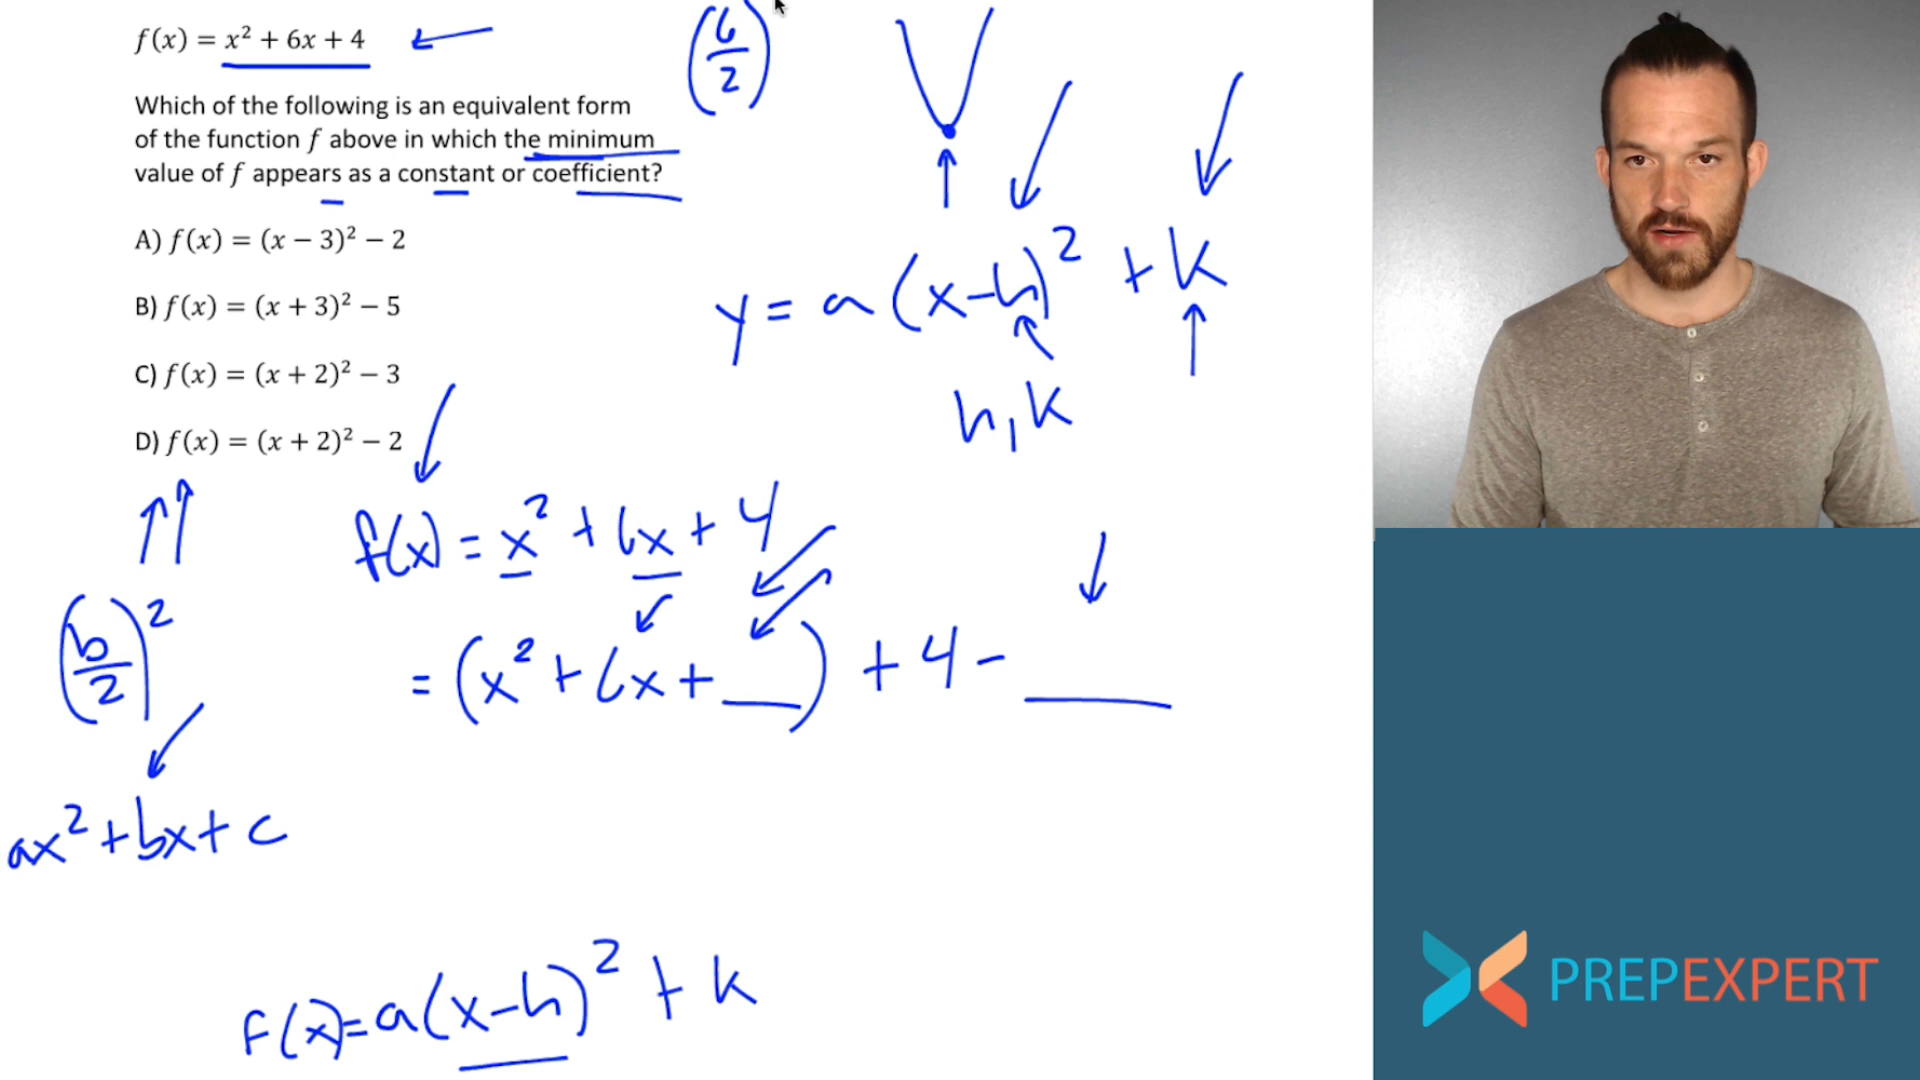 f(x) = x² + 6x + 4
Which of the following is an equivalent form
of the function f above in which the minimum
value of f appears as a constant or coefficient?
A) f(x) = (x − 3)² − 2
B) f(x) = (x + 3)² − 5
C) f(x) = (x + 2)² − 3
D) f(x) = (x + 2)² − 2
(6/2)
y = a(x-h)² + k
h,k
f(x) = x² + 6x + 4
= (x² + 6x + __) + 4 - ____
(b/2)²
ax² + bx + c
f(x) = a(x-h)² + k
PREPEXPERT